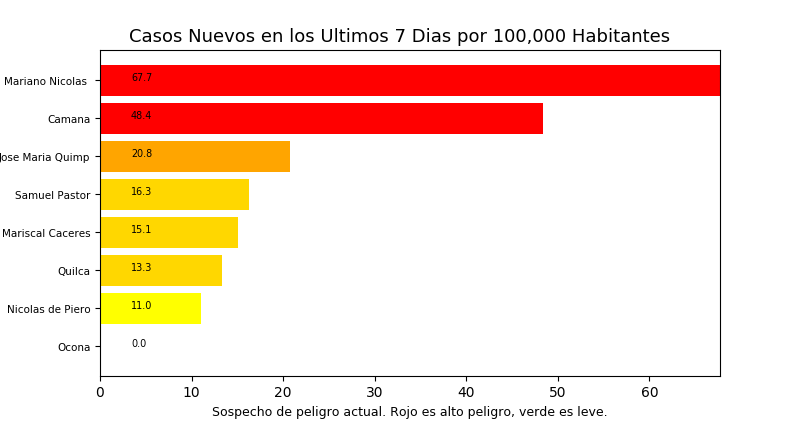 Casos Nuevos en los Ultimos 7 Dias por 100,000 Habitantes
Mariano Nicolas 67.7
Camana 48.4
Jose Maria Quimp 20.8
Samuel Pastor 16.3
Mariscal Caceres 15.1
Quilca 13.3
Nicolas de Piero 11.0
Ocona 0.0
0 10 20 30 40 50 60
Sospecho de peligro actual. Rojo es alto peligro, verde es leve.